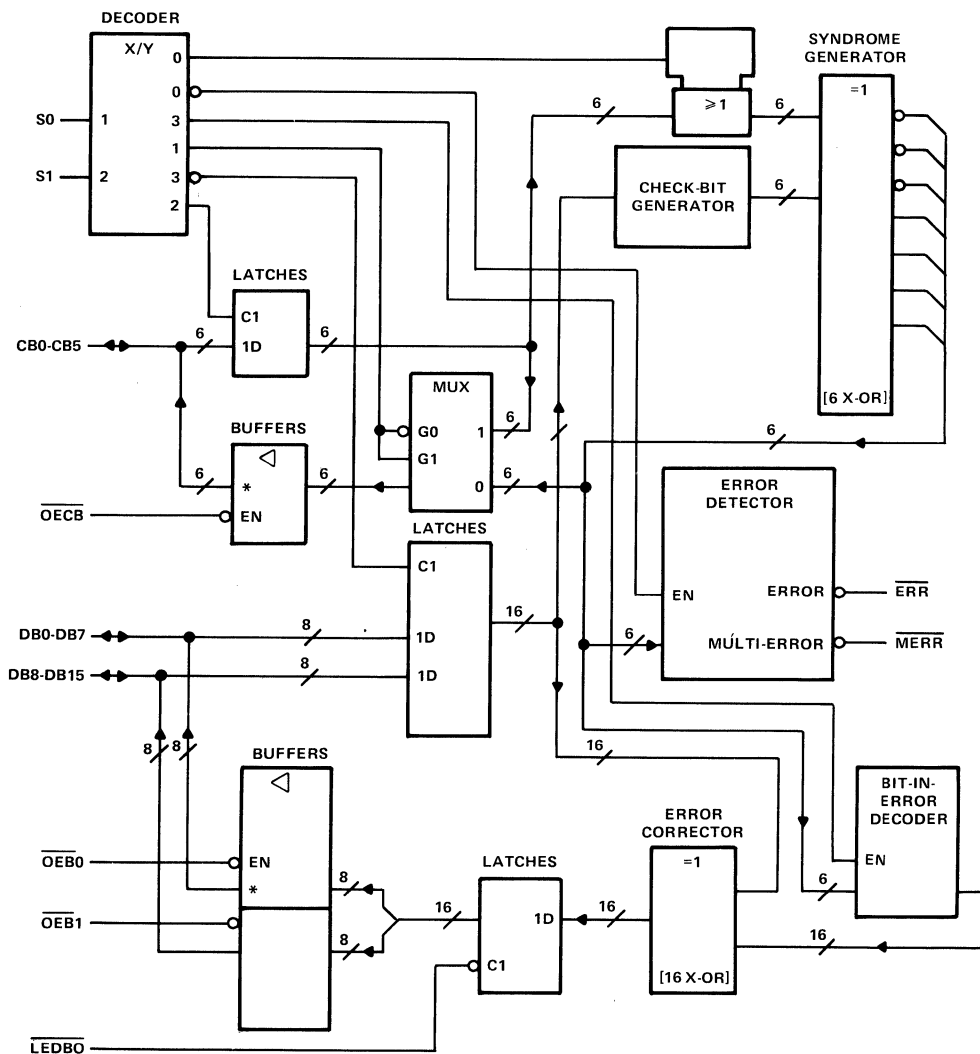 DECODER
X/Y
0
0
3
1
3
2
S0
1
S1
2
≥1
6
6
SYNDROME
GENERATOR
=1
[6 X-OR]
CHECK-BIT
GENERATOR
6
LATCHES
C1
1D
CB0-CB5
6
6
MUX
G0
G1
1
0
6
6
6
BUFFERS
▷
*
EN
6
6
OECB
LATCHES
C1
1D
1D
16
DB0-DB7
8
DB8-DB15
8
ERROR
DETECTOR
EN
ERROR
MULTI-ERROR
ERR
MERR
6
8
8
BUFFERS
▷
EN
*
OEB0
OEB1
8
8
LATCHES
1D
C1
16
16
LEDBO
16
ERROR
CORRECTOR
=1
[16 X-OR]
BIT-IN-
ERROR
DECODER
EN
6
16